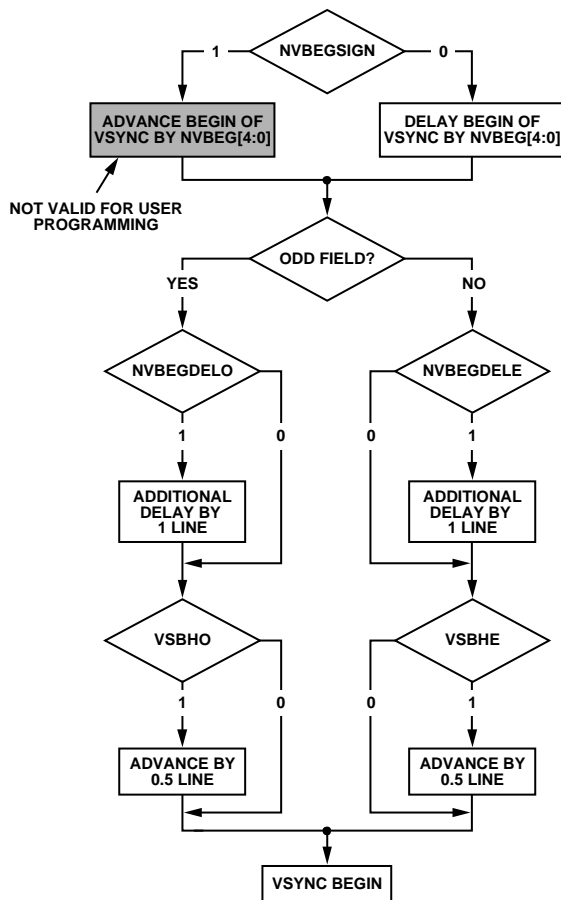 NVBEGSIGN
1
0
ADVANCE BEGIN OF
VSYNC BY NVBEG[4:0]
DELAY BEGIN OF
VSYNC BY NVBEG[4:0]
NOT VALID FOR USER
PROGRAMMING
ODD FIELD?
YES
NO
NVBEGDELO
NVBEGDELE
1
0
0
1
ADDITIONAL
DELAY BY
1 LINE
ADDITIONAL
DELAY BY
1 LINE
VSBHO
VSBHE
1
0
0
1
ADVANCE BY
0.5 LINE
ADVANCE BY
0.5 LINE
VSYNC BEGIN